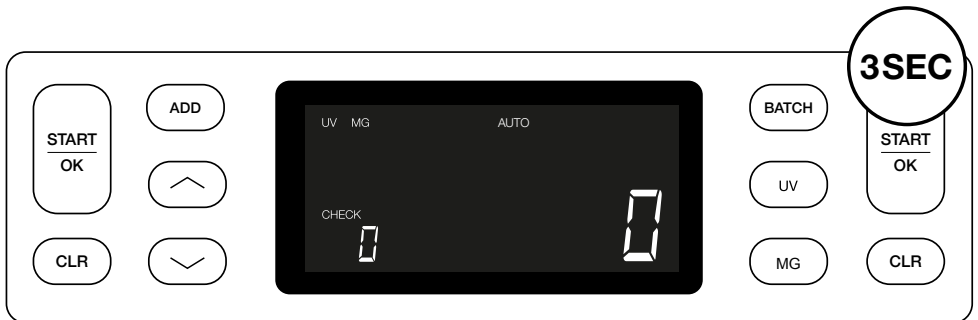 3SEC
START
OK
ADD
CLR
UV MG AUTO
CHECK
0
0
BATCH
UV
MG
START
OK
CLR